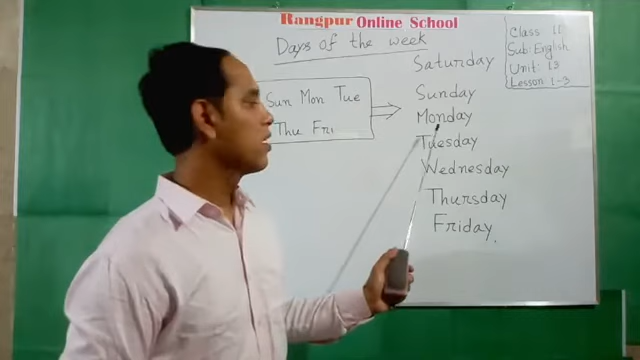 Rangpur Online School
Days of the week
Class II
Sub: English
Unit: 13
Lesson 1-3
Sun Mon Tue
Thu Fri
Saturday
Sunday
Monday
Tuesday
Wednesday
Thursday
Friday